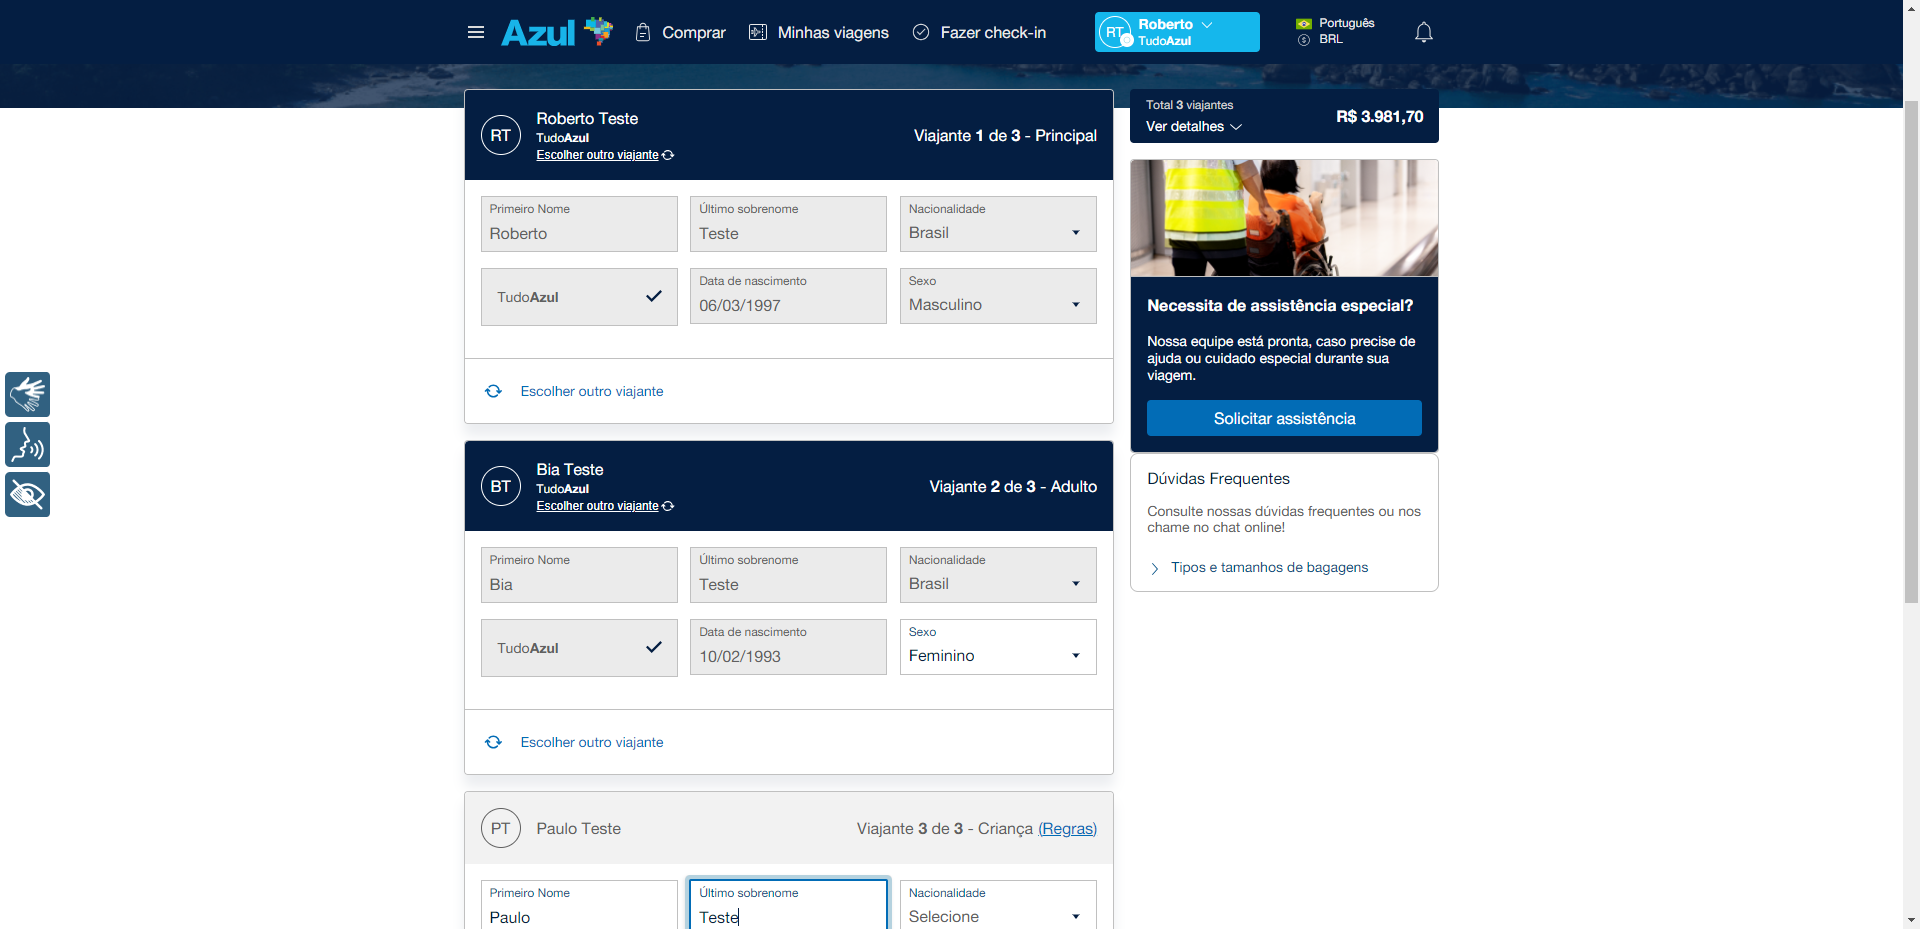 Azul
Comprar
Minhas viagens
Fazer check-in
RT
Roberto
TudoAzul
Português
BRL
RT
Roberto Teste
TudoAzul
Escolher outro viajante
Viajante 1 de 3 - Principal
Primeiro Nome
Roberto
Último sobrenome
Teste
Nacionalidade
Brasil
TudoAzul
Data de nascimento
06/03/1997
Sexo
Masculino
Escolher outro viajante
BT
Bia Teste
TudoAzul
Escolher outro viajante
Viajante 2 de 3 - Adulto
Primeiro Nome
Bia
Último sobrenome
Teste
Nacionalidade
Brasil
TudoAzul
Data de nascimento
10/02/1993
Sexo
Feminino
Escolher outro viajante
PT
Paulo Teste
Viajante 3 de 3 - Criança (Regras)
Primeiro Nome
Paulo
Último sobrenome
Teste
Nacionalidade
Selecione
Total 3 viajantes
Ver detalhes
R$ 3.981,70
Necessita de assistência especial?
Nossa equipe está pronta, caso precise de
ajuda ou cuidado especial durante sua
viagem.
Solicitar assistência
Dúvidas Frequentes
Consulte nossas dúvidas frequentes ou nos
chame no chat online!
Tipos e tamanhos de bagagens